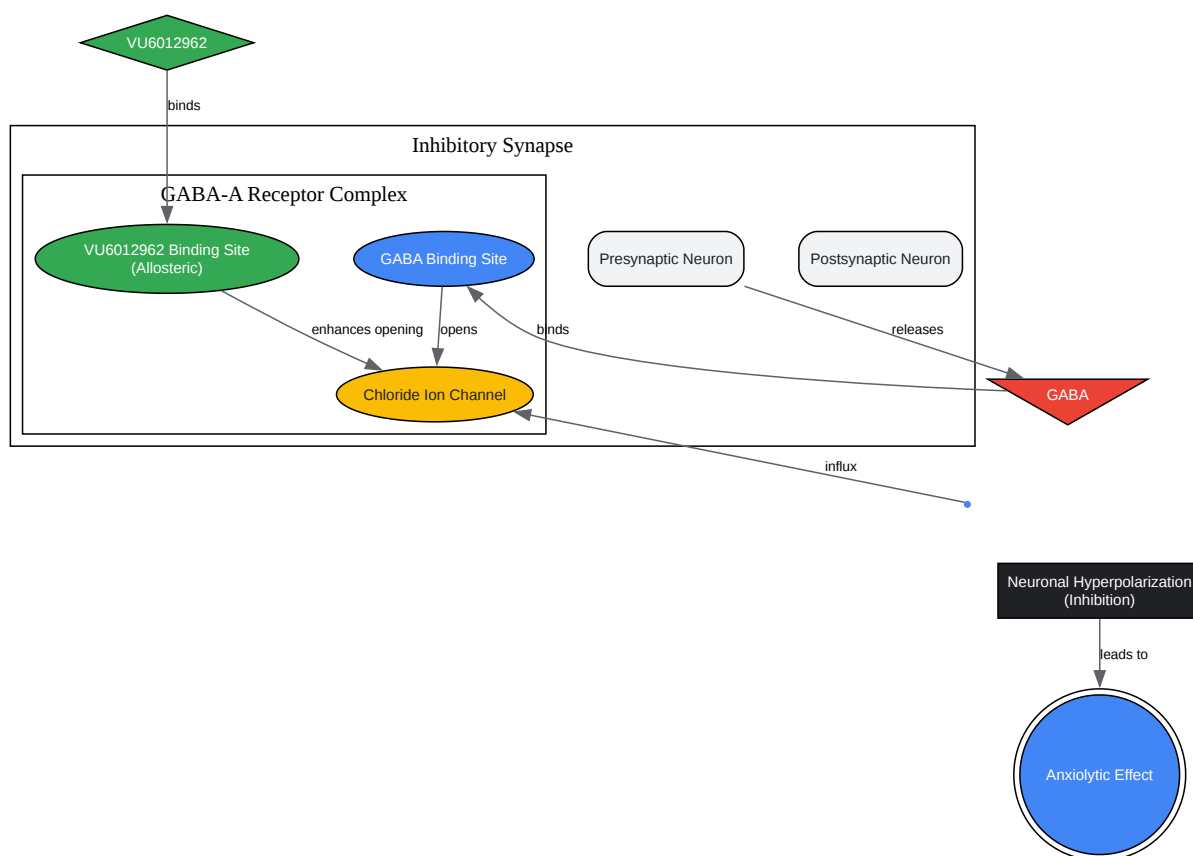 VU6012962
binds
Inhibitory Synapse
GABA-A Receptor Complex
VU6012962 Binding Site
(Allosteric)
GABA Binding Site
Presynaptic Neuron
Postsynaptic Neuron
enhances opening
opens
binds
releases
Chloride Ion Channel
GABA
influx
Neuronal Hyperpolarization
(Inhibition)
leads to
Anxiolytic Effect